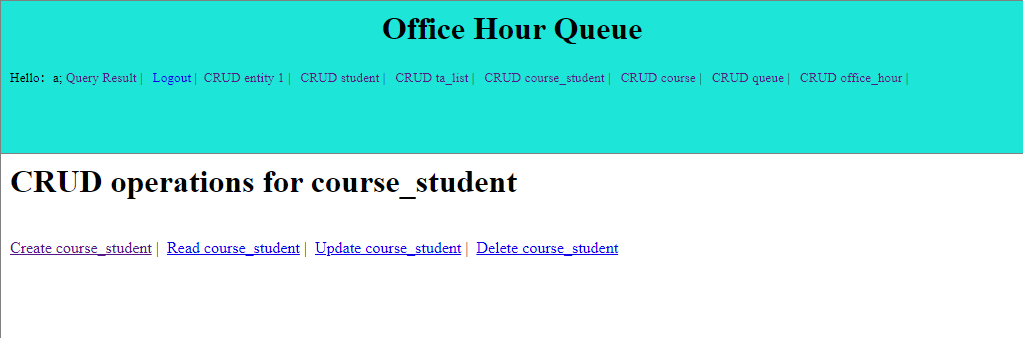 Office Hour Queue
Hello： a; Query Result | Logout | CRUD entity 1 | CRUD student | CRUD ta_list | CRUD course_student | CRUD course | CRUD queue | CRUD office_hour |
CRUD operations for course_student
Create course_student | Read course_student | Update course_student | Delete course_student